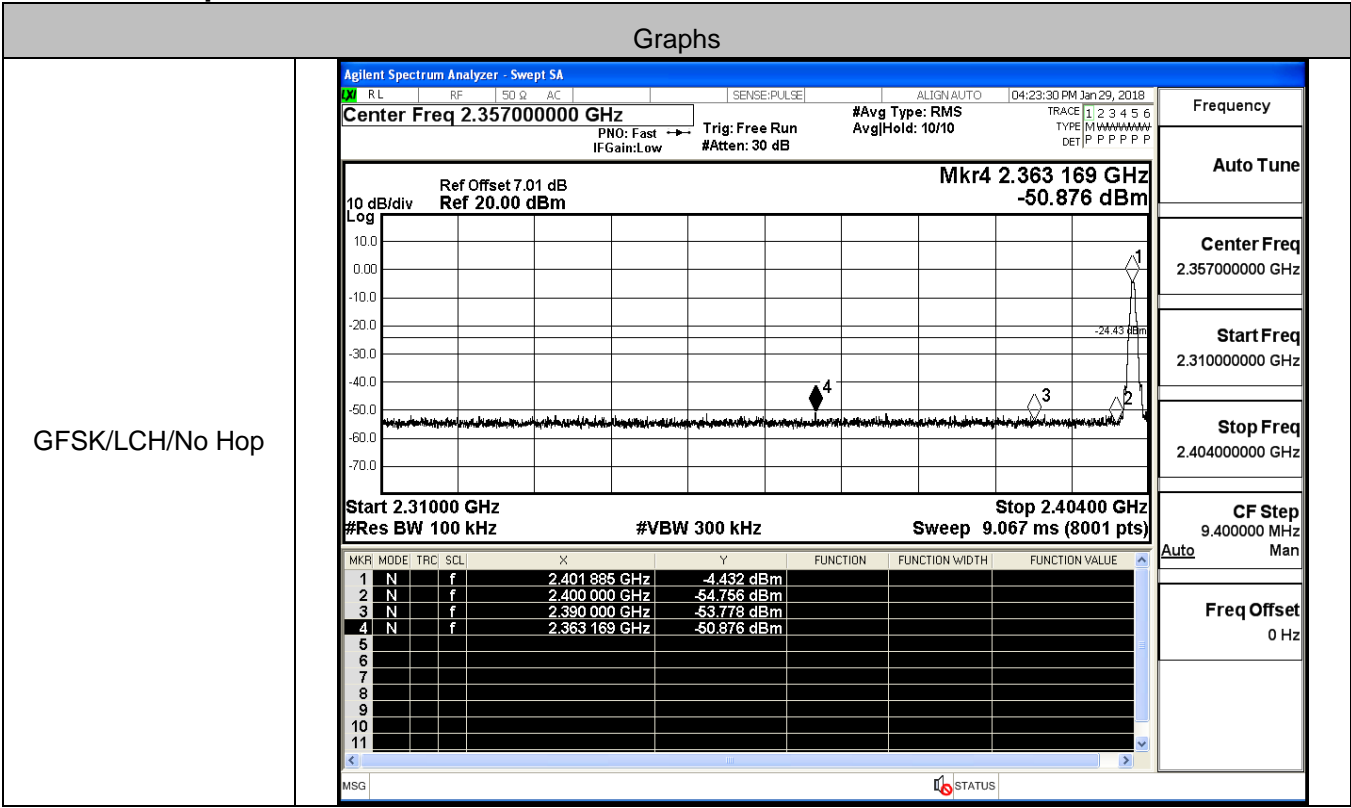 Graphs
GFSK/LCH/No Hop
Agilent Spectrum Analyzer - Swept SA
LXI RL RF 50 Ω AC SENSE:PULSE ALIGN AUTO 04:23:30 PM Jan 29, 2018
Center Freq 2.357000000 GHz
PNO: Fast
IFGain:Low
Trig: Free Run
#Atten: 30 dB
#Avg Type: RMS
Avg|Hold: 10/10
TRACE 1 2 3 4 5 6
TYPE M WWWWW
DET P P P P P P
Mkr4 2.363 169 GHz
-50.876 dBm
Ref Offset 7.01 dB
10 dB/div Ref 20.00 dBm
Log
10.0
0.00
-10.0
-20.0
-30.0
-40.0
-50.0
-60.0
-70.0
1
-24.43 dBm
4
3
2
Start 2.31000 GHz Stop 2.40400 GHz
#Res BW 100 kHz #VBW 300 kHz Sweep 9.067 ms (8001 pts)
MKR MODE TRC SCL X Y FUNCTION FUNCTION WIDTH FUNCTION VALUE
1 N f 2.401 885 GHz -4.432 dBm
2 N f 2.400 000 GHz -54.756 dBm
3 N f 2.390 000 GHz -53.778 dBm
4 N f 2.363 169 GHz -50.876 dBm
5
6
7
8
9
10
11
MSG STATUS
Frequency
Auto Tune
Center Freq
2.357000000 GHz
Start Freq
2.310000000 GHz
Stop Freq
2.404000000 GHz
CF Step
9.400000 MHz
Auto Man
Freq Offset
0 Hz